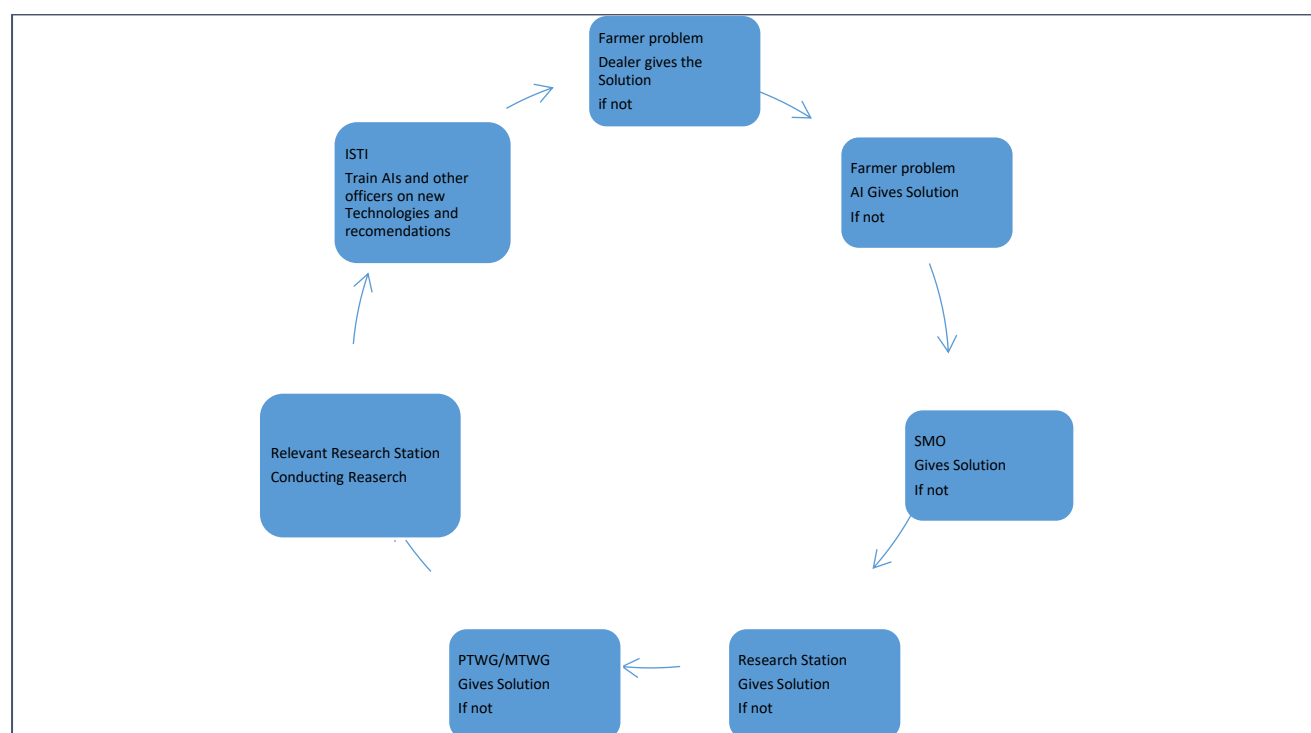 Farmer problem
Dealer gives the
Solution
if not
Farmer problem
AI Gives Solution
If not
SMO
Gives Solution
If not
Research Station
Gives Solution
If not
PTWG/MTWG
Gives Solution
If not
Relevant Research Station
Conducting Reaserch
ISTI
Train AIs and other
officers on new
Technologies and
recomendations